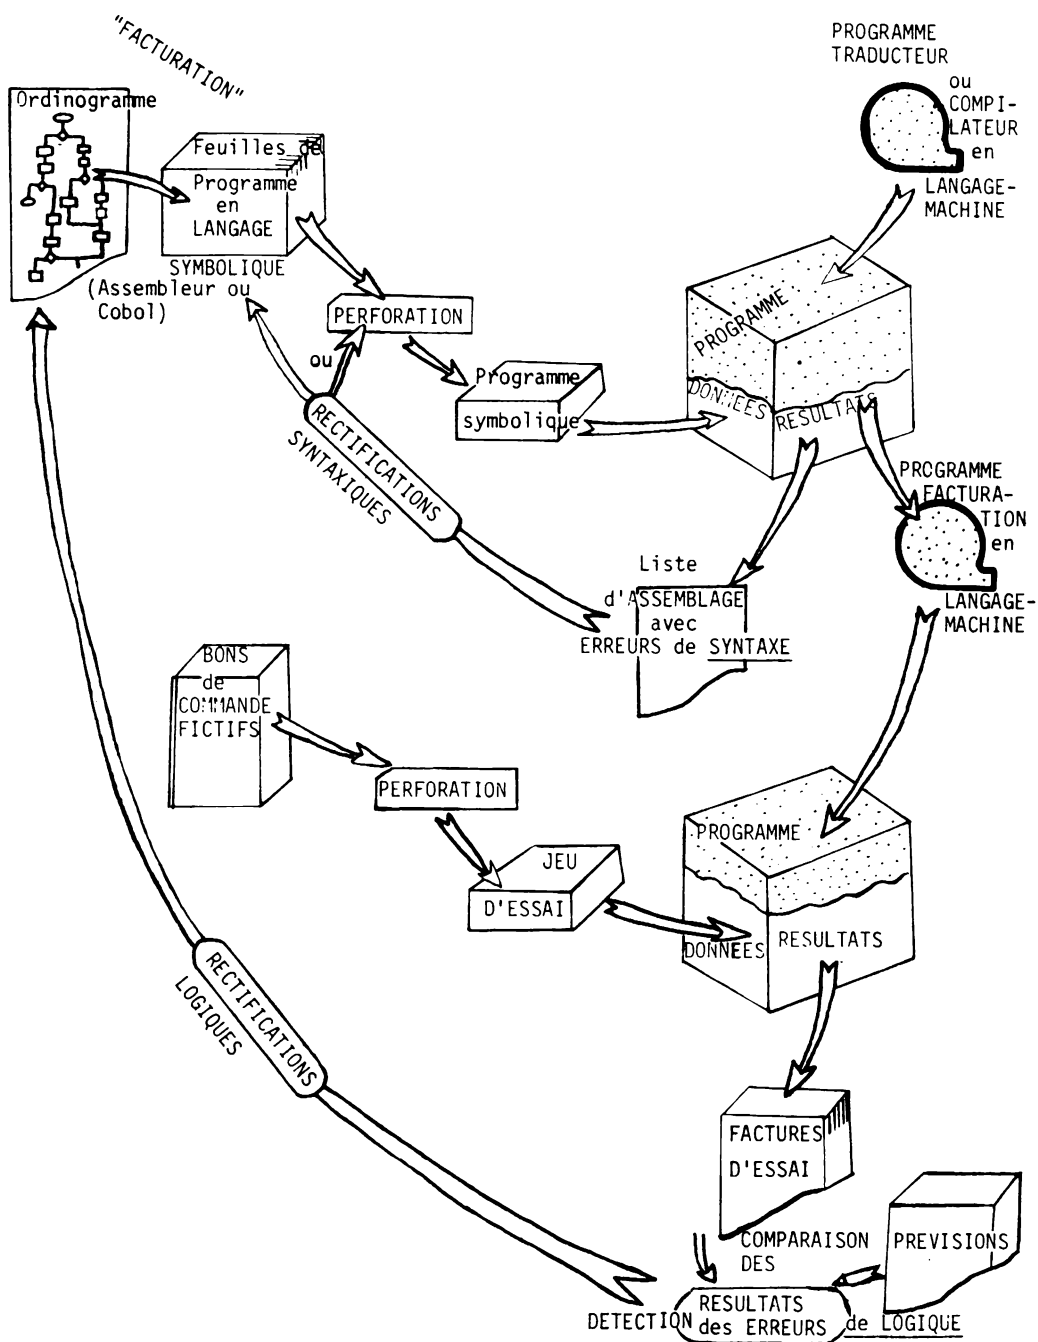 "FACTURATION"
Ordinogramme
Feuilles de
Programme
en
LANGAGE
SYMBOLIQUE
(Assembleur ou
Cobol)
PROGRAMME
TRADUCTEUR
ou
COMPI-
LATEUR
en
LANGAGE-
MACHINE
PERFORATION
ou
Programme
symbolique
PROGRAMME
DONNEES
RESULTATS
RECTIFICATIONS
SYNTAXIQUES
PROGRAMME
FACTURA-
TION
en
LANGAGE-
MACHINE
Liste
d'ASSEMBLAGE
avec
ERREURS de SYNTAXE
BONS
de
COMMANDE
FICTIFS
PERFORATION
JEU
D'ESSAI
PROGRAMME
DONNEES
RESULTATS
RECTIFICATIONS
LOGIQUES
FACTURES
D'ESSAI
COMPARAISON
DES
PREVISIONS
RESULTATS
DETECTION des ERREURS de LOGIQUE